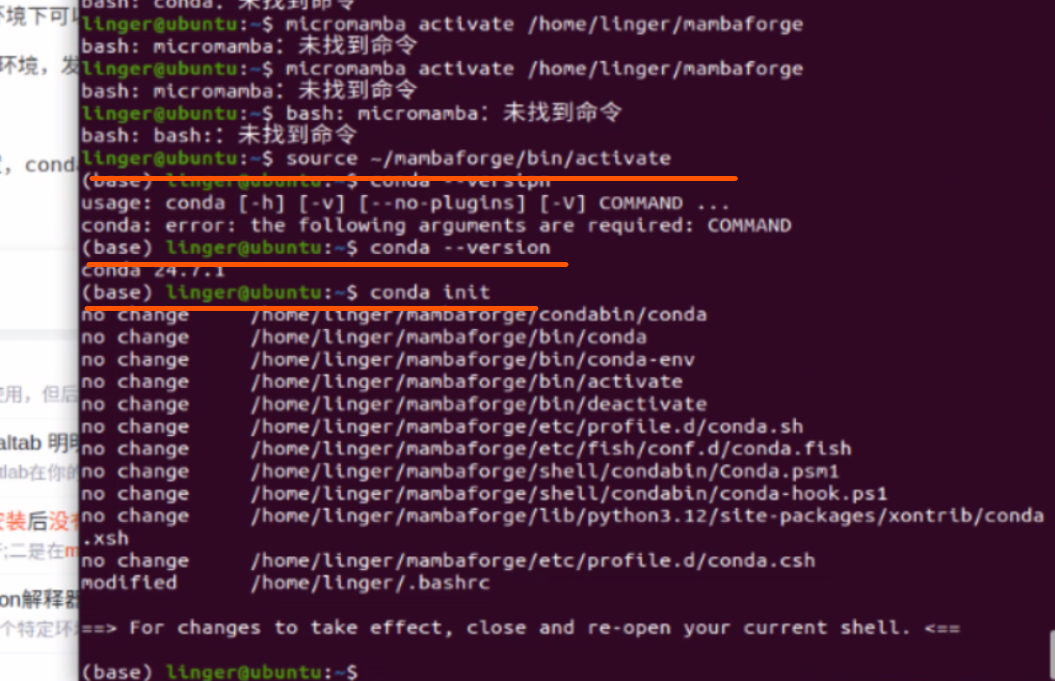 bash: conda：未找到命令
linger@ubuntu:~$ micromamba activate /home/linger/mambaforge
bash: micromamba：未找到命令
linger@ubuntu:~$ micromamba activate /home/linger/mambaforge
bash: micromamba：未找到命令
linger@ubuntu:~$ bash: micromamba：未找到命令
bash: bash:：未找到命令
linger@ubuntu:~$ source ~/mambaforge/bin/activate
(base) linger@ubuntu:~$ conda --versipn
usage: conda [-h] [-v] [--no-plugins] [-V] COMMAND ...
conda: error: the following arguments are required: COMMAND
(base) linger@ubuntu:~$ conda --version
conda 24.7.1
(base) linger@ubuntu:~$ conda init
no change /home/linger/mambaforge/condabin/conda
no change /home/linger/mambaforge/bin/conda
no change /home/linger/mambaforge/bin/conda-env
no change /home/linger/mambaforge/bin/activate
no change /home/linger/mambaforge/bin/deactivate
no change /home/linger/mambaforge/etc/profile.d/conda.sh
no change /home/linger/mambaforge/etc/fish/conf.d/conda.fish
no change /home/linger/mambaforge/shell/condabin/Conda.psm1
no change /home/linger/mambaforge/shell/condabin/conda-hook.ps1
no change /home/linger/mambaforge/lib/python3.12/site-packages/xontrib/conda
.xsh
no change /home/linger/mambaforge/etc/profile.d/conda.csh
modified /home/linger/.bashrc
==> For changes to take effect, close and re-open your current shell. <==
(base) linger@ubuntu:~$
环境下可以
环境，发
，cond
使用，但后
altab 明明
tlab在你的
安装后没有
;二是在m
on解释器
个特定环